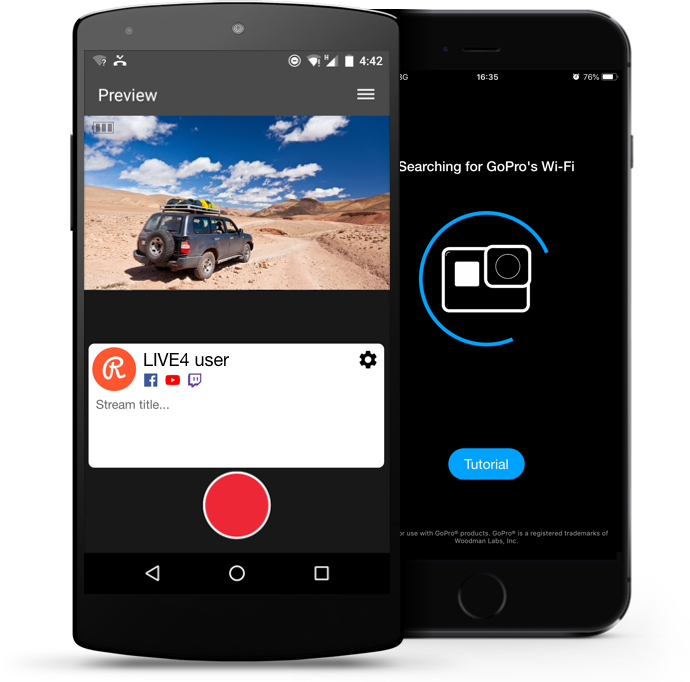 4:42
Preview
LIVE4 user
Stream title...
3G
16:35
76%
Searching for GoPro's Wi-Fi
Tutorial
or use with GoPro® products. GoPro® is a registered trademarks of
Woodman Labs, Inc.